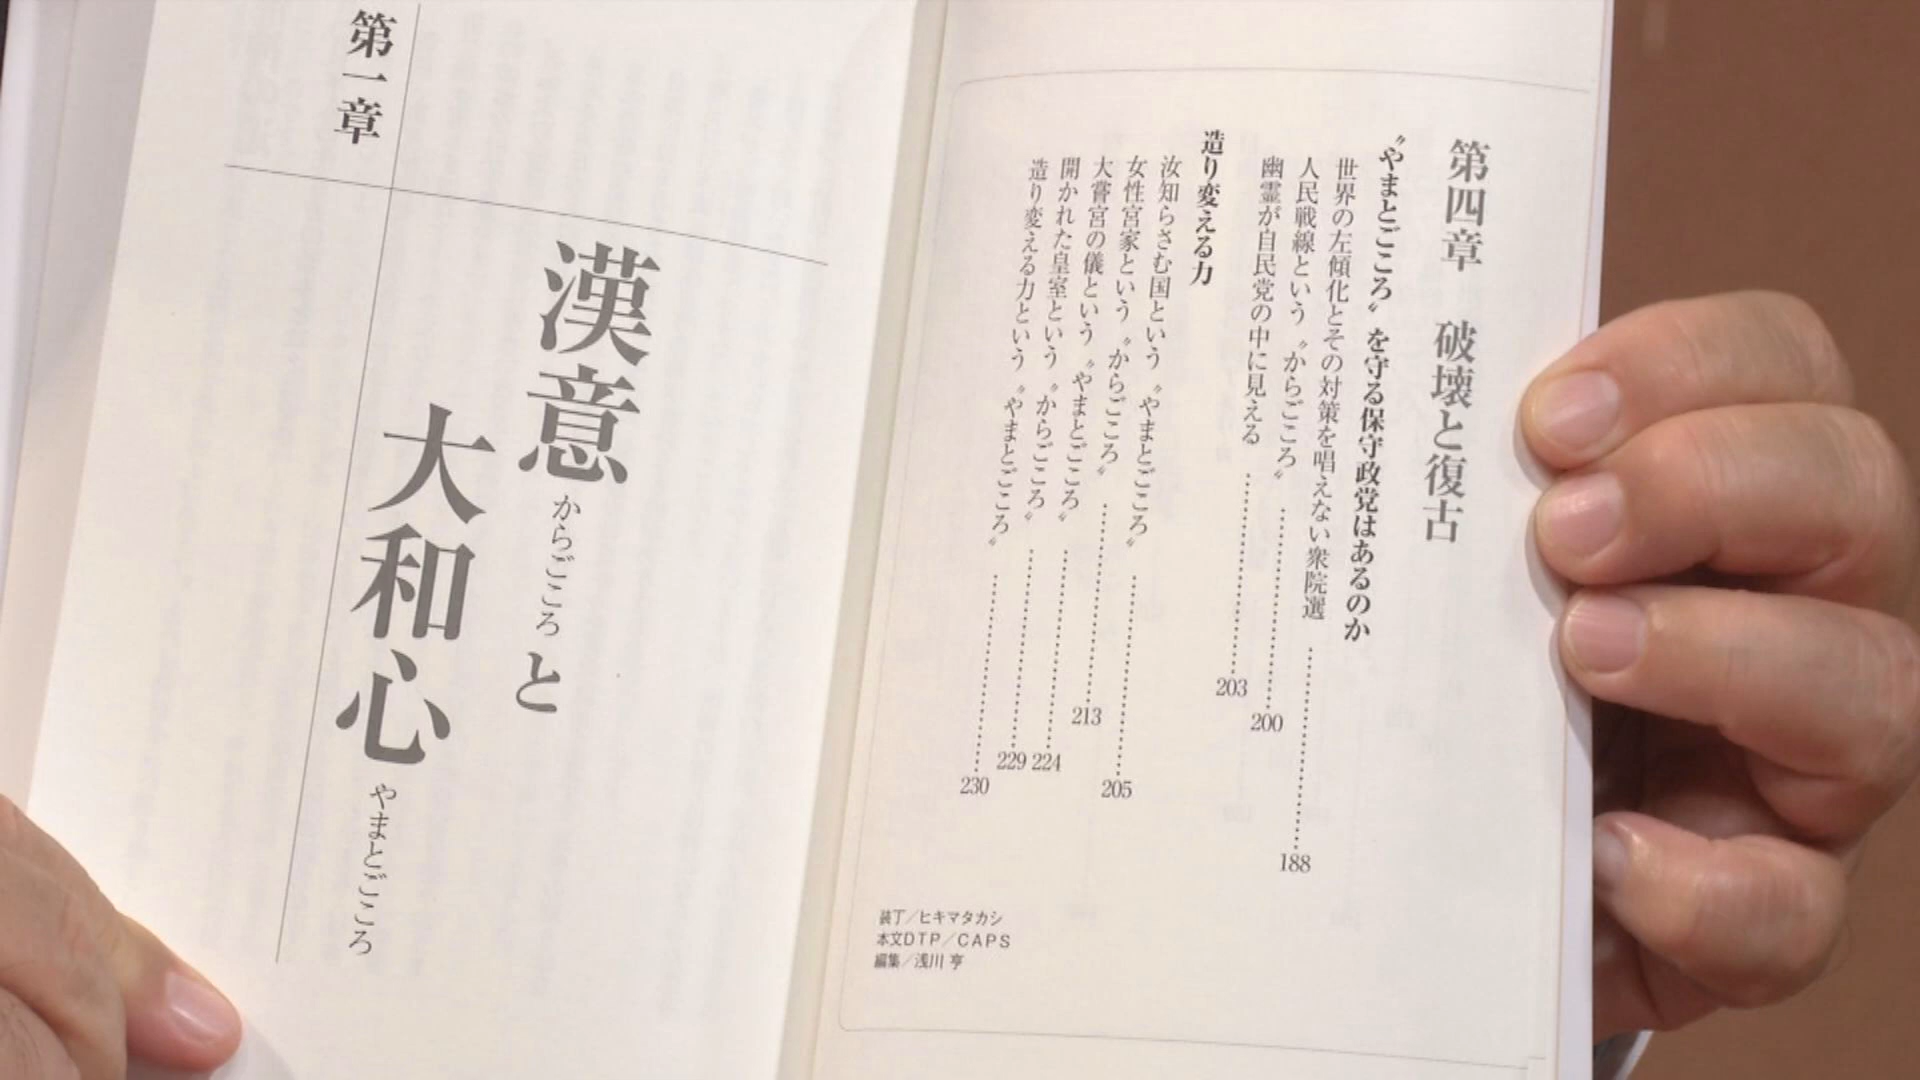 第四章 破壊と復古
〝やまとごころ〟を守る保守政党はあるのか
世界の左傾化とその対策を唱えない衆院選 188
人民戦線という〝からごころ〟 200
幽霊が自民党の中に見える 203
造り変える力
汝知らさむ国という〝やまとごころ〟 205
女性宮家という〝からごころ〟 213
大嘗宮の儀という〝やまとごころ〟 224
開かれた皇室という〝からごころ〟 229
造り変える力という〝やまとごころ〟 230
装丁/ヒキマタカシ
本文DTP/CAPS
編集/浅川 亨
第一章
漢意からごころと
大和心やまとごころ